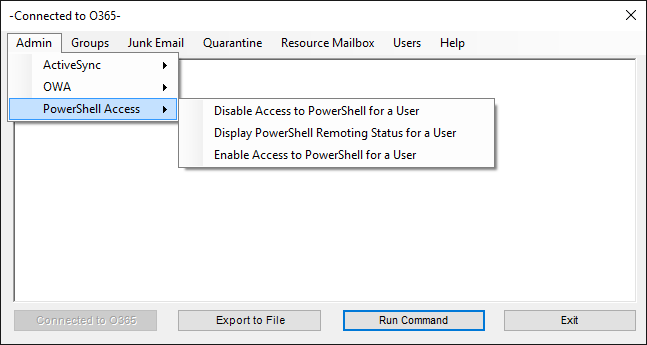 -Connected to O365-
Admin Groups Junk Email Quarantine Resource Mailbox Users Help
ActiveSync
OWA
PowerShell Access
Disable Access to PowerShell for a User
Display PowerShell Remoting Status for a User
Enable Access to PowerShell for a User
Connected to O365 Export to File Run Command Exit